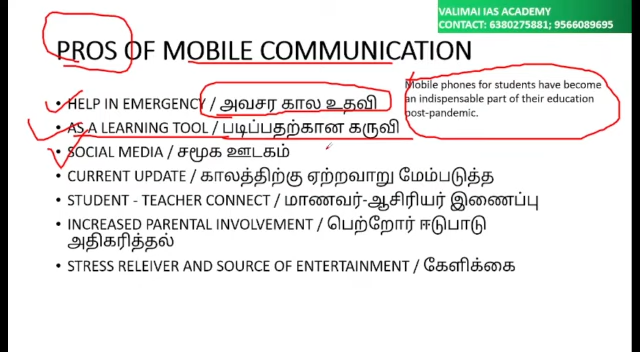 VALIMAI IAS ACADEMY
CONTACT: 6380275881; 9566089695
PROS OF MOBILE COMMUNICATION
Mobile phones for students have become
an indispensable part of their education
post-pandemic.
• HELP IN EMERGENCY / அவசர கால உதவி
• AS A LEARNING TOOL / படிப்பதற்கான கருவி
• SOCIAL MEDIA / சமூக ஊடகம்
• CURRENT UPDATE / காலத்திற்கு ஏற்றவாறு மேம்படுத்த
• STUDENT - TEACHER CONNECT / மாணவர்-ஆசிரியர் இணைப்பு
• INCREASED PARENTAL INVOLVEMENT / பெற்றோர் ஈடுபாடு
அதிகரித்தல்
• STRESS RELEIVER AND SOURCE OF ENTERTAINMENT / கேளிக்கை